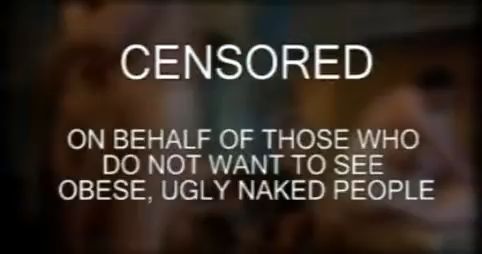 CENSORED
ON BEHALF OF THOSE WHO
DO NOT WANT TO SEE
OBESE, UGLY NAKED PEOPLE